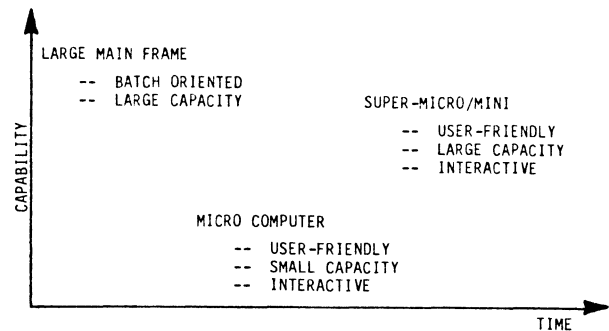 LARGE MAIN FRAME
-- BATCH ORIENTED
-- LARGE CAPACITY
SUPER-MICRO/MINI
-- USER-FRIENDLY
-- LARGE CAPACITY
-- INTERACTIVE
CAPABILITY
MICRO COMPUTER
-- USER-FRIENDLY
-- SMALL CAPACITY
-- INTERACTIVE
TIME